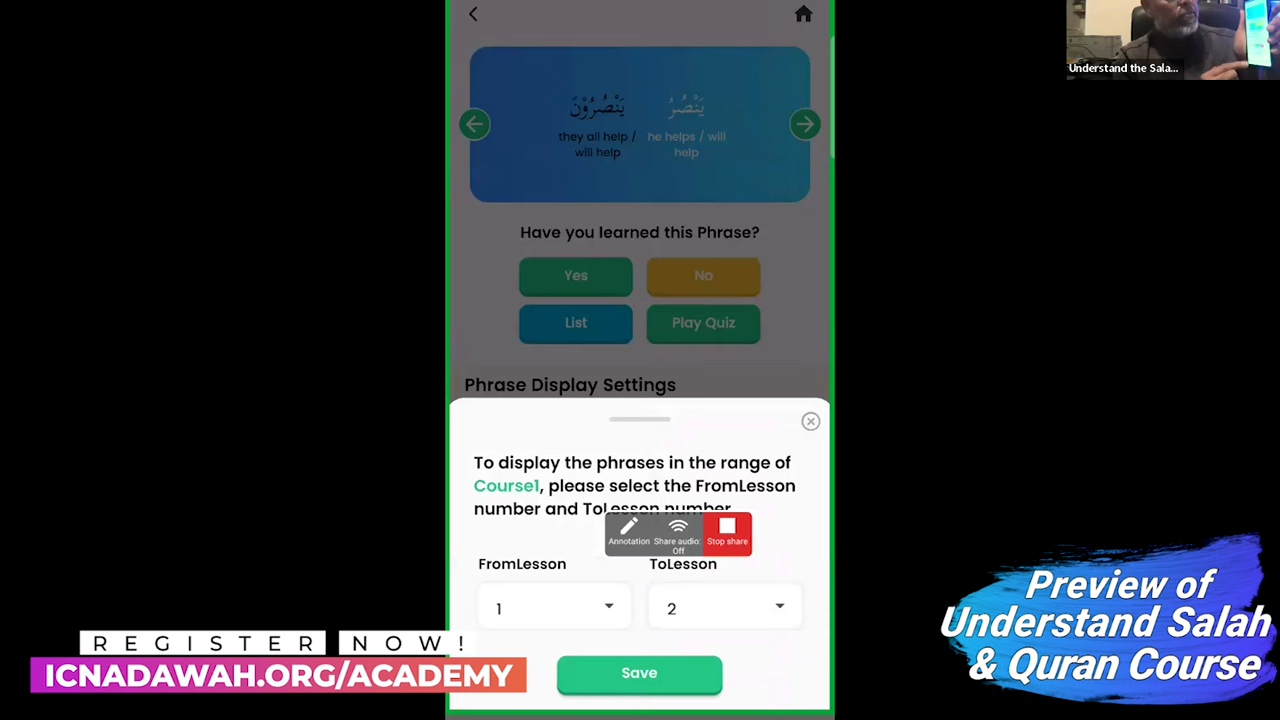 Understand the Sala...
يَنْصُرُوْنَ يَنْصُرُ
they all help / will help
he helps / will help
Have you learned this Phrase?
Yes No
List Play Quiz
Phrase Display Settings
To display the phrases in the range of
Course1, please select the FromLesson
number and ToLesson number
Annotation Share audio: Off Stop share
FromLesson ToLesson
1 2
Save
REGISTER NOW!
ICNADAWAH.ORG/ACADEMY
Preview of
Understand Salah
& Quran Course